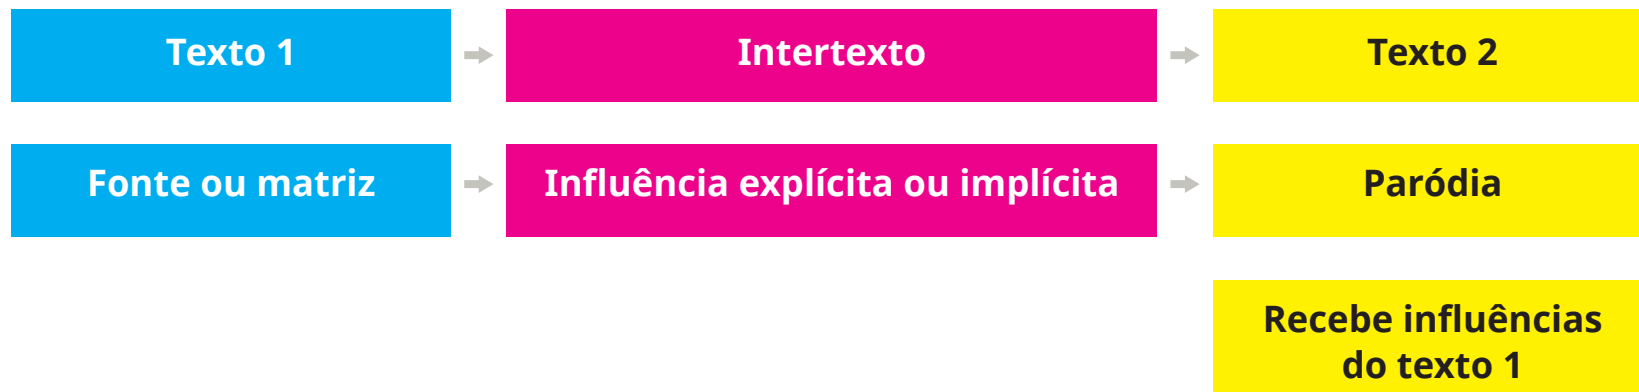 Texto 1
Intertexto
Texto 2
Fonte ou matriz
Influência explícita ou implícita
Paródia
Recebe influências
do texto 1